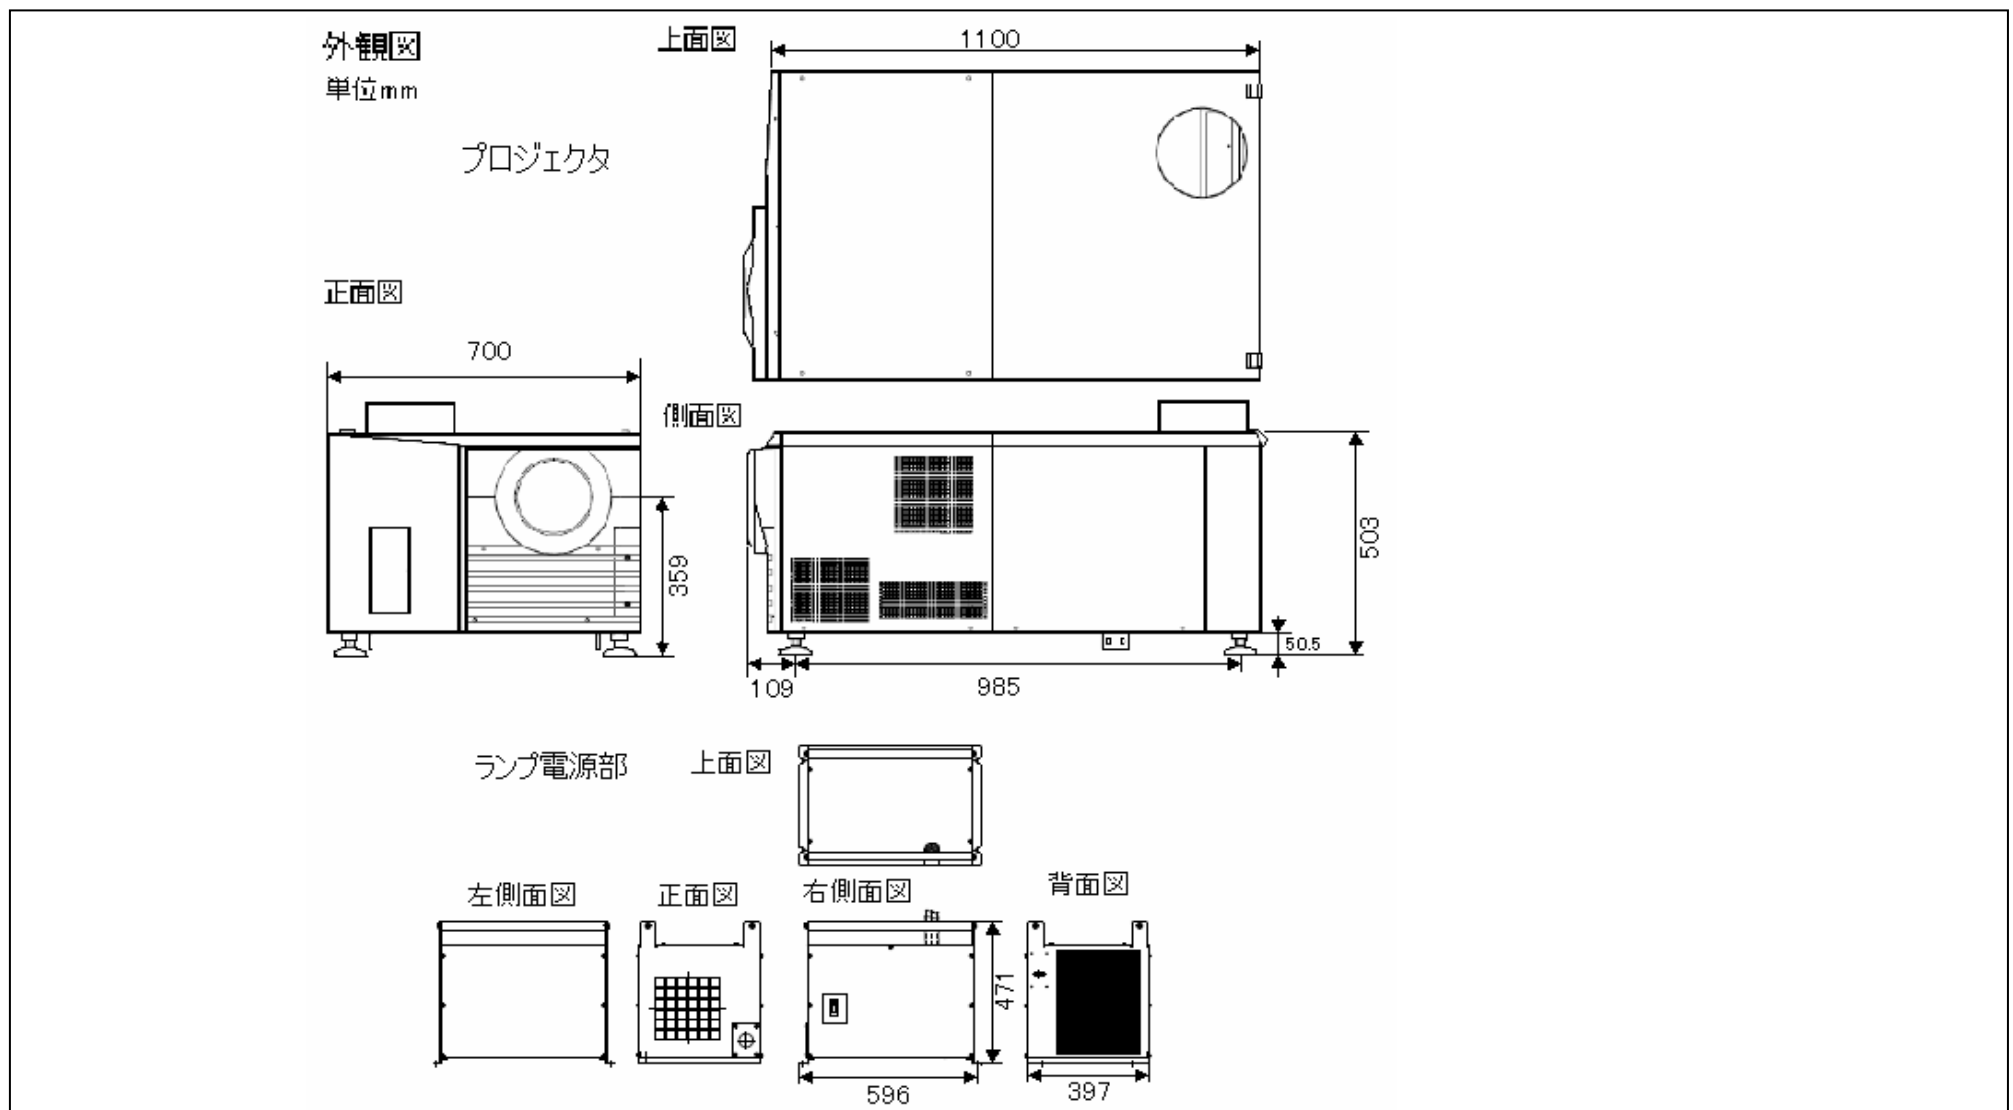 外観図
上面図
1100
単位mm
プロジェクタ
正面図
700
側面図
359
503
50.5
109
985
ランプ電源部
上面図
左側面図
正面図
右側面図
背面図
471
596
397